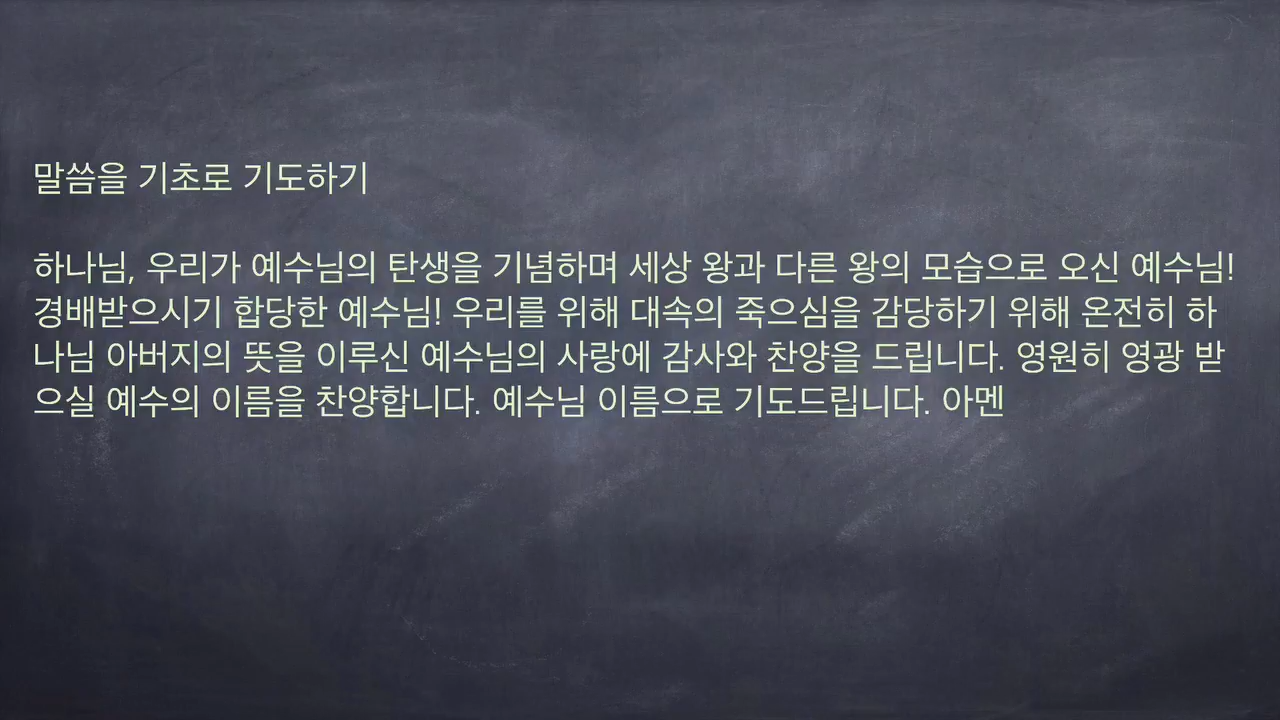 말씀을 기초로 기도하기
하나님, 우리가 예수님의 탄생을 기념하며 세상 왕과 다른 왕의 모습으로 오신 예수님!
경배받으시기 합당한 예수님! 우리를 위해 대속의 죽으심을 감당하기 위해 온전히 하
나님 아버지의 뜻을 이루신 예수님의 사랑에 감사와 찬양을 드립니다. 영원히 영광 받
으실 예수의 이름을 찬양합니다. 예수님 이름으로 기도드립니다. 아멘